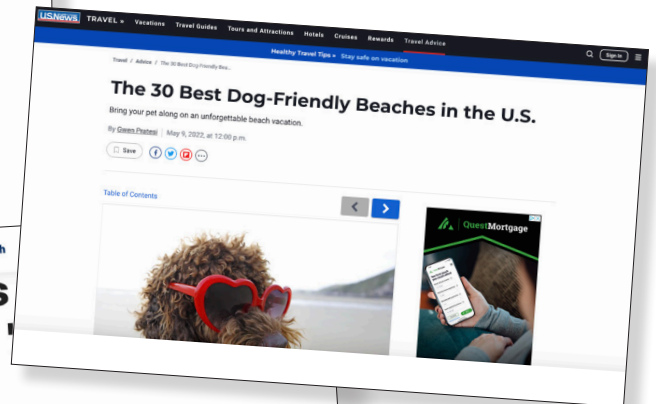 U.S.News TRAVEL » Vacations Travel Guides Tours and Attractions Hotels Cruises Rewards Travel Advice Sign In
Healthy Travel Tips » Stay safe on vacation
Travel / Advice / The 30 Best Dog-Friendly Bea...
The 30 Best Dog-Friendly Beaches in the U.S.
Bring your pet along on an unforgettable beach vacation.
By Gwen Pratesi | May 9, 2022, at 12:00 p.m.
Save
Table of Contents
QuestMortgage
h
s